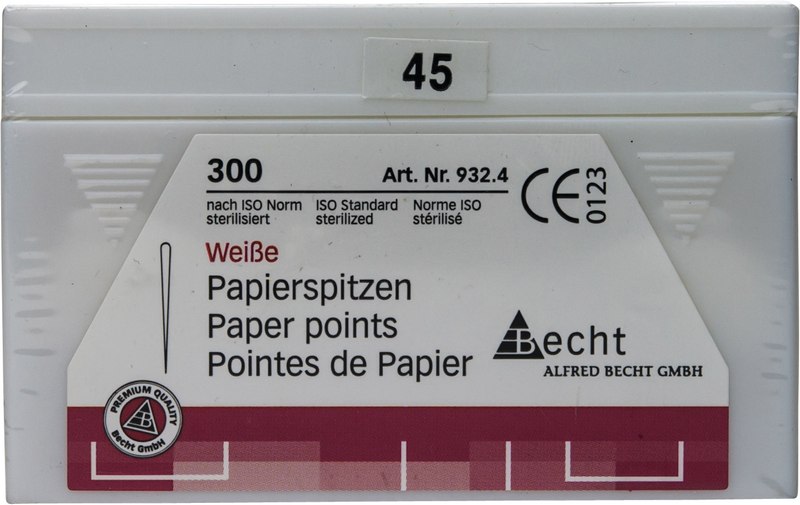 45
300 Art. Nr. 932.4
nach ISO Norm ISO Standard Norme ISO
sterilisiert sterilized stérilisé
CE 0123
Weiße
Papierspitzen
Paper points
Pointes de Papier
Becht
ALFRED BECHT GMBH
PREMIUM QUALITY
B
Becht GmbH